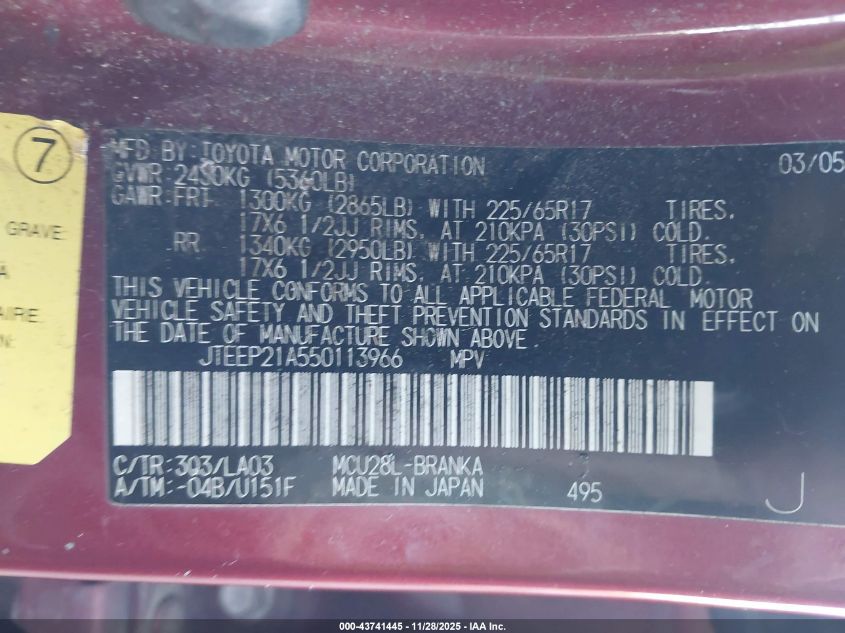 7
GRAVE
AIRE
MFD BY: TOYOTA MOTOR CORPORATION 03/05
GVWR: 2430KG (5360LB)
GAWR: FRT 1300KG (2865LB) WITH 225/65R17 TIRES.
17X6 1/2JJ RIMS. AT 210KPA (30PSI) COLD.
RR 1340KG (2950LB) WITH 225/65R17 TIRES.
17X6 1/2JJ RIMS. AT 210KPA (30PSI) COLD.
THIS VEHICLE CONFORMS TO ALL APPLICABLE FEDERAL MOTOR
VEHICLE SAFETY AND THEFT PREVENTION STANDARDS IN EFFECT ON
THE DATE OF MANUFACTURE SHOWN ABOVE.
JTEEP21A550113966 MPV
C/TR: 3Q3/LA03 MCU28L-BRANKA
A/TM: -04B/U151F MADE IN JAPAN 495 J
000-43741445 - 11/28/2025 - IAA Inc.